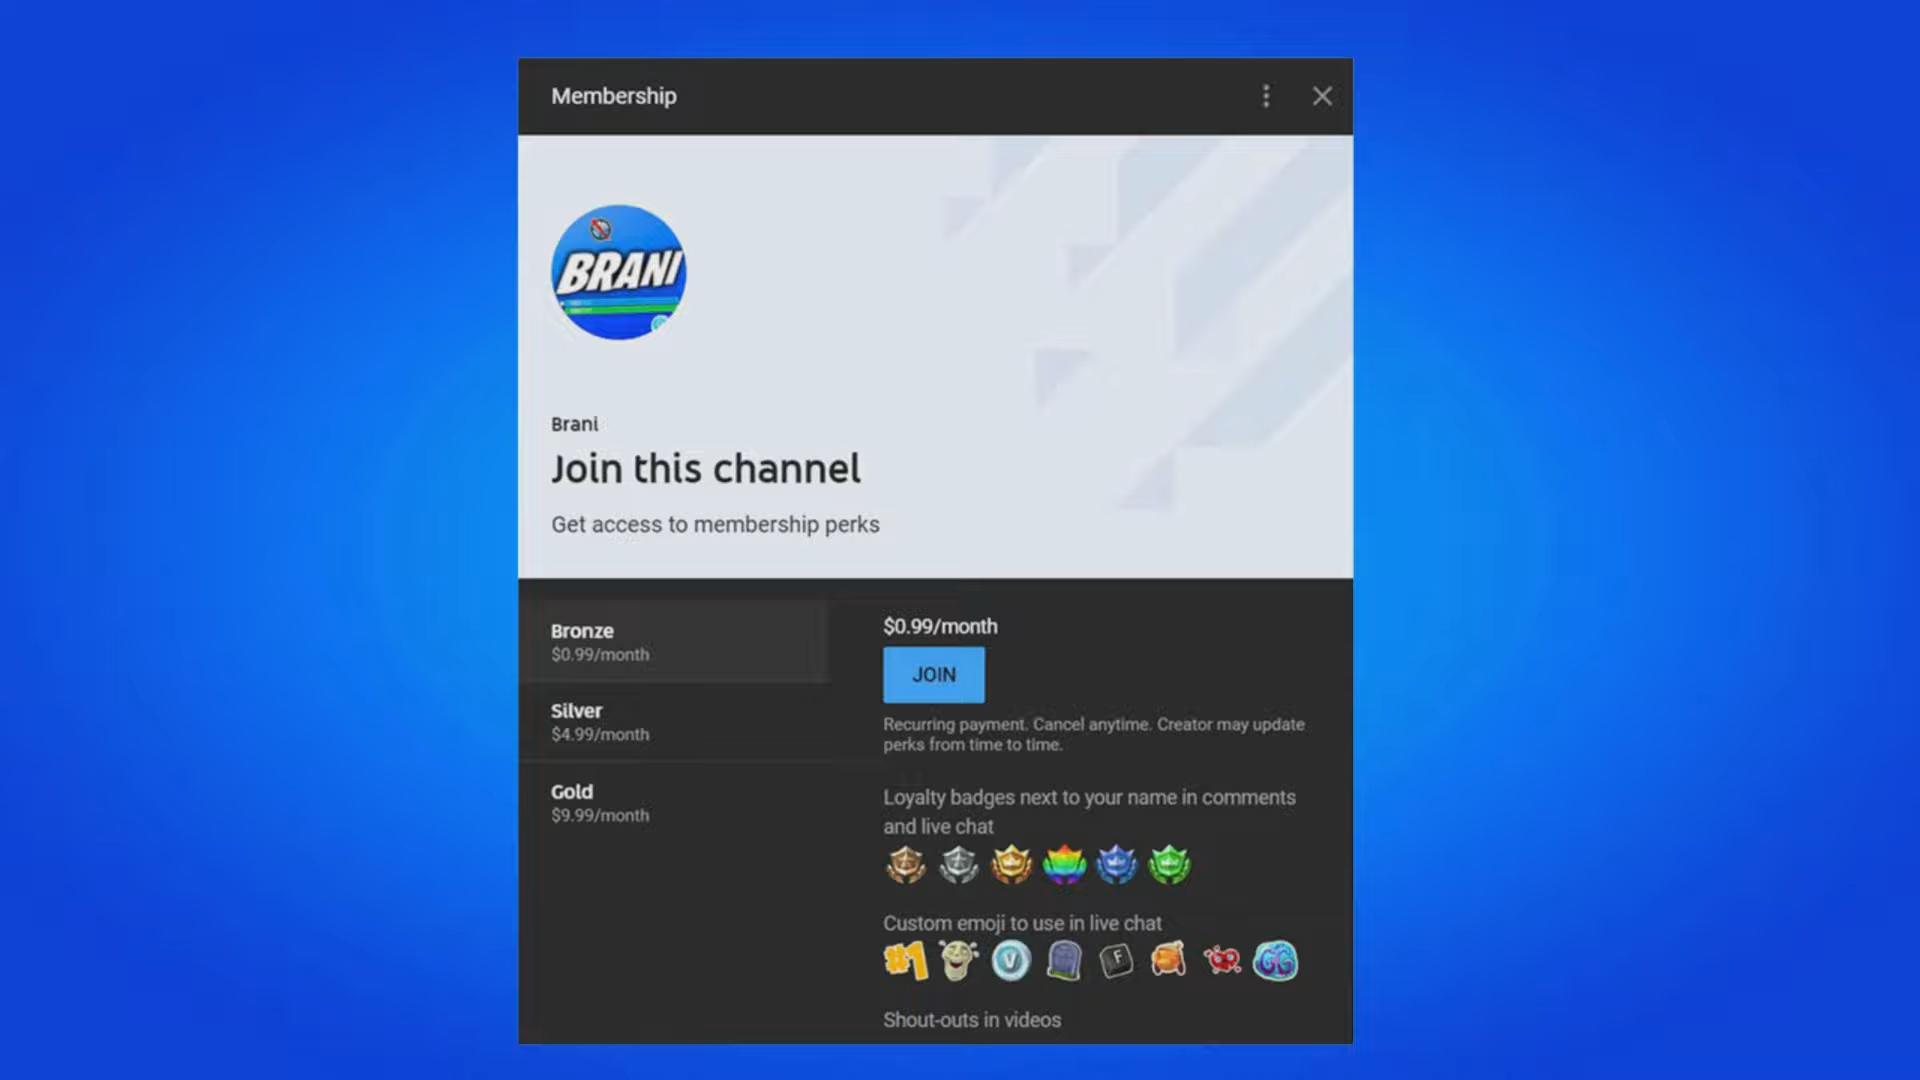 Membership
BRANI
Brani
Join this channel
Get access to membership perks
Bronze
$0.99/month
Silver
$4.99/month
Gold
$9.99/month
$0.99/month
JOIN
Recurring payment. Cancel anytime. Creator may update
perks from time to time.
Loyalty badges next to your name in comments
and live chat
Custom emoji to use in live chat
#1 V F GG
Shout-outs in videos